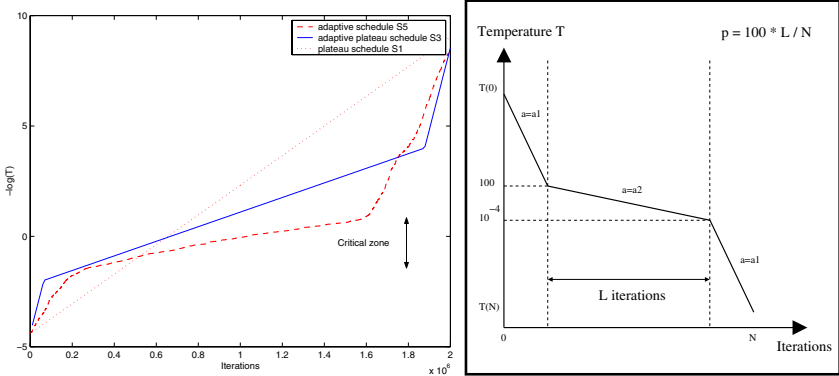 10
5
0
−5
−log(T)
adaptive schedule S5
adaptive plateau schedule S3
plateau schedule S1
Critical zone
0
0.2
0.4
0.6
0.8
1
1.2
1.4
1.6
1.8
2
Iterations
x 10^6
Temperature T
p = 100 * L / N
T(0)
a=a1
100
a=a2
10^−4
a=a1
L iterations
T(N)
0
N
Iterations